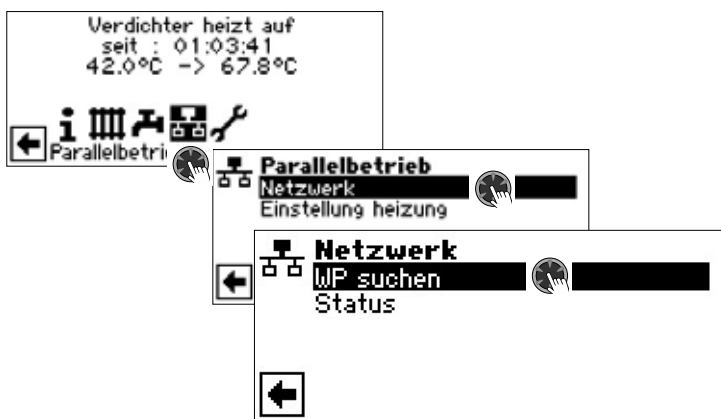 Verdichter heizt auf
seit : 01:03:41
42.0°C -> 67.8°C
Parallelbetri
Parallelbetrieb
Netzwerk
Einstellung heizung
Netzwerk
WP suchen
Status